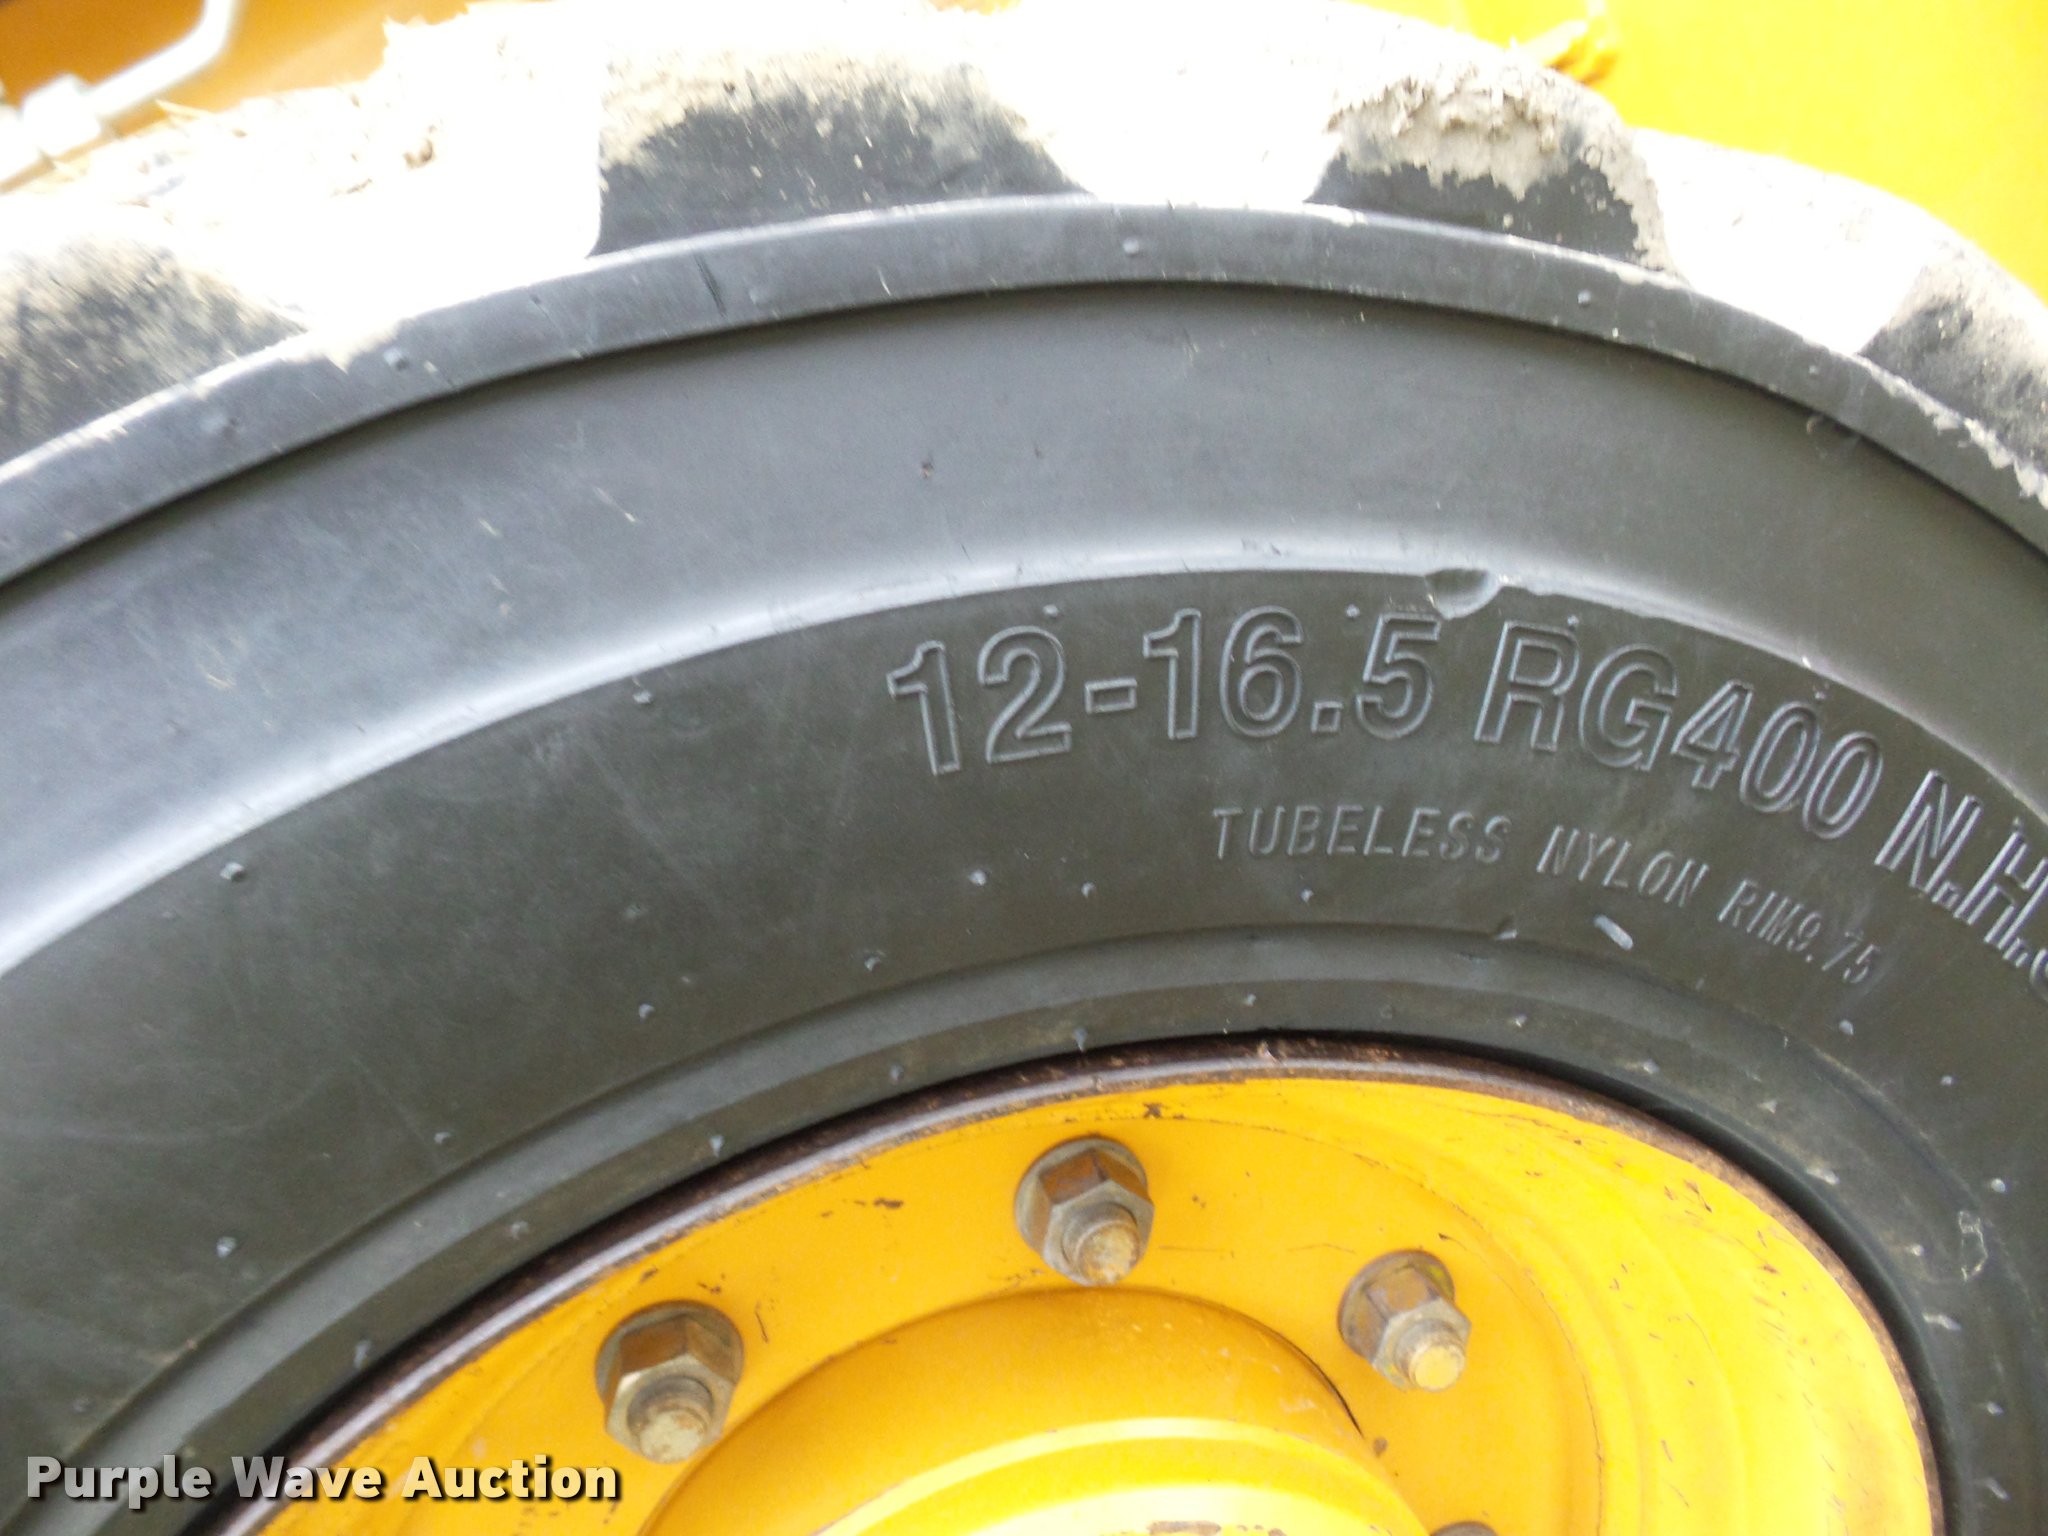 12-16.5 RG400 N.H.
TUBELESS NYLON RIM9.75
Purple Wave Auction